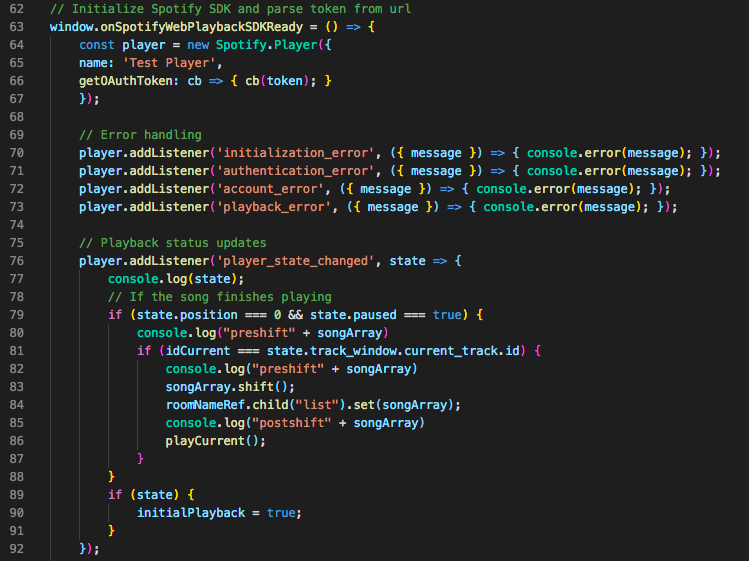 62 // Initialize Spotify SDK and parse token from url
63 window.onSpotifyWebPlaybackSDKReady = () => {
64     const player = new Spotify.Player({
65     name: 'Test Player',
66     getOAuthToken: cb => { cb(token); }
67     });
68
69     // Error handling
70     player.addListener('initialization_error', ({ message }) => { console.error(message); });
71     player.addListener('authentication_error', ({ message }) => { console.error(message); });
72     player.addListener('account_error', ({ message }) => { console.error(message); });
73     player.addListener('playback_error', ({ message }) => { console.error(message); });
74
75     // Playback status updates
76     player.addListener('player_state_changed', state => {
77         console.log(state);
78         // If the song finishes playing
79         if (state.position === 0 && state.paused === true) {
80             console.log("preshift" + songArray)
81             if (idCurrent === state.track_window.current_track.id) {
82                 console.log("preshift" + songArray)
83                 songArray.shift();
84                 roomNameRef.child("list").set(songArray);
85                 console.log("postshift" + songArray)
86                 playCurrent();
87             }
88         }
89         if (state) {
90             initialPlayback = true;
91         }
92     });